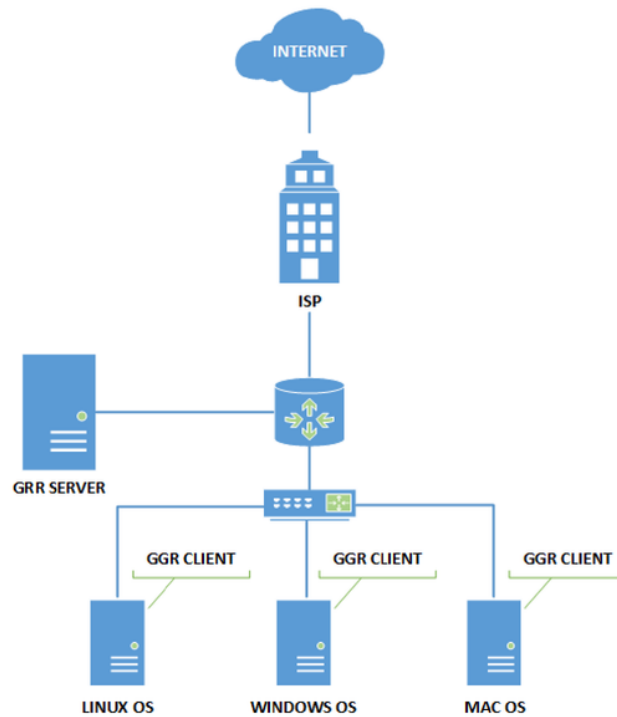 INTERNET
ISP
GRR SERVER
GGR CLIENT
GGR CLIENT
GGR CLIENT
LINUX OS
WINDOWS OS
MAC OS